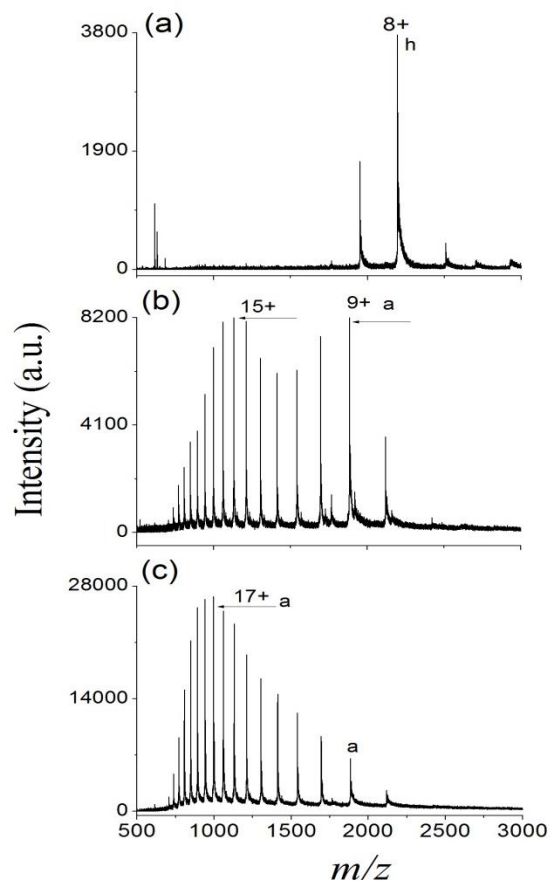 (a)
8+
h
3800
1900
0
(b)
15+
9+ a
8200
4100
0
Intensity (a.u.)
(c)
28000
17+ a
14000
a
0
500 1000 1500 2000 2500 3000
m/z